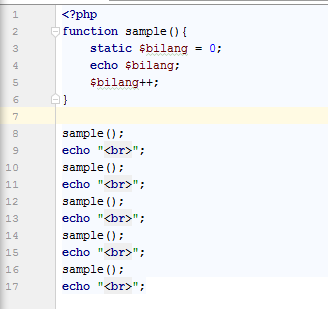 1 <?php
2 function sample(){
3 static $bilang = 0;
4 echo $bilang;
5 $bilang++;
6 }
7
8 sample();
9 echo "<br>";
10 sample();
11 echo "<br>";
12 sample();
13 echo "<br>";
14 sample();
15 echo "<br>";
16 sample();
17 echo "<br>";